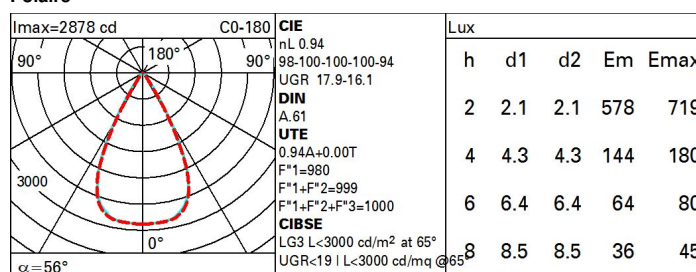 Polaire
Imax=2878 cd C0-180
90° 180° 90°
3000
0°
α=56°
CIE
nL 0.94
98-100-100-100-94
UGR 17.9-16.1
DIN
A.61
UTE
0.94A+0.00T
F"1=980
F"1+F"2=999
F"1+F"2+F"3=1000
CIBSE
LG3 L<3000 cd/m² at 65°
UGR<19 | L<3000 cd/mq @65°
Lux
h d1 d2 Em Emax
2 2.1 2.1 578 719
4 4.3 4.3 144 180
6 6.4 6.4 64 80
8 8.5 8.5 36 45